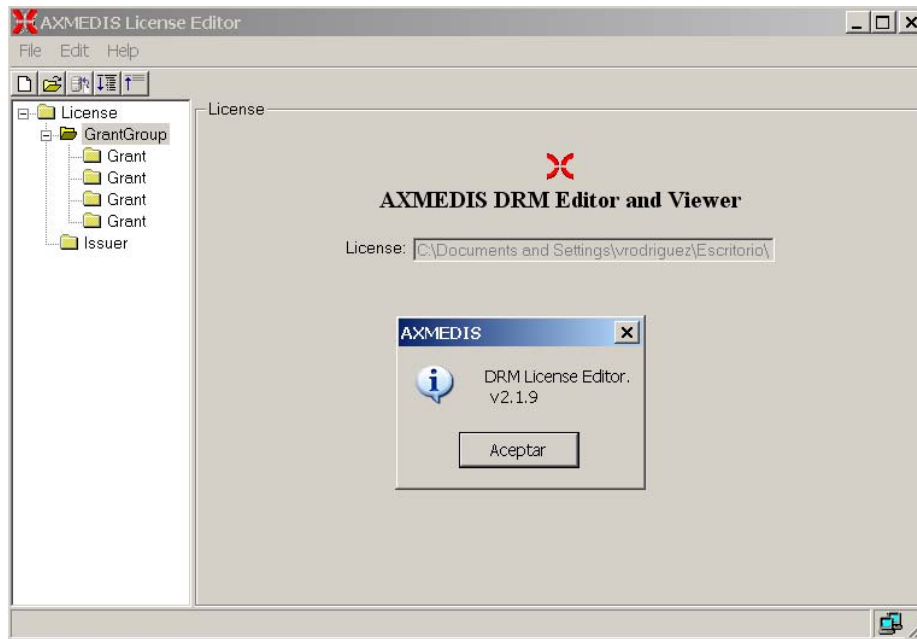 AXMEDIS License Editor
File Edit Help
License
GrantGroup
Grant
Grant
Grant
Grant
Issuer
License
AXMEDIS DRM Editor and Viewer
License: C:\Documents and Settings\vrodriguez\Escritorio\
AXMEDIS
DRM License Editor.
v2.1.9
Aceptar